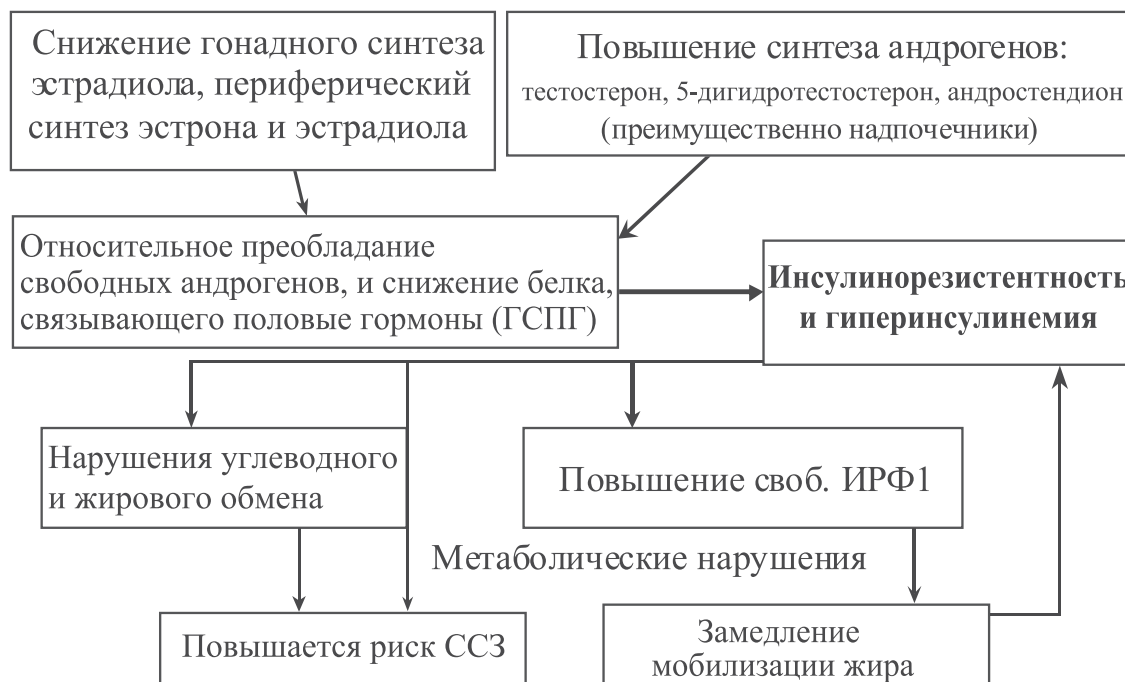 Снижение гонадного синтеза
эстрадиола, периферический
синтез эстрона и эстрадиола
Повышение синтеза андрогенов:
тестостерон, 5-дигидротестостерон, андростендион
(преимущественно надпочечники)
Относительное преобладание
свободных андрогенов, и снижение белка,
связывающего половые гормоны (ГСПГ)
Инсулинорезистентность
и гиперинсулинемия
Нарушения углеводного
и жирового обмена
Повышение своб. ИРФ1
Метаболические нарушения
Повышается риск ССЗ
Замедление
мобилизации жира